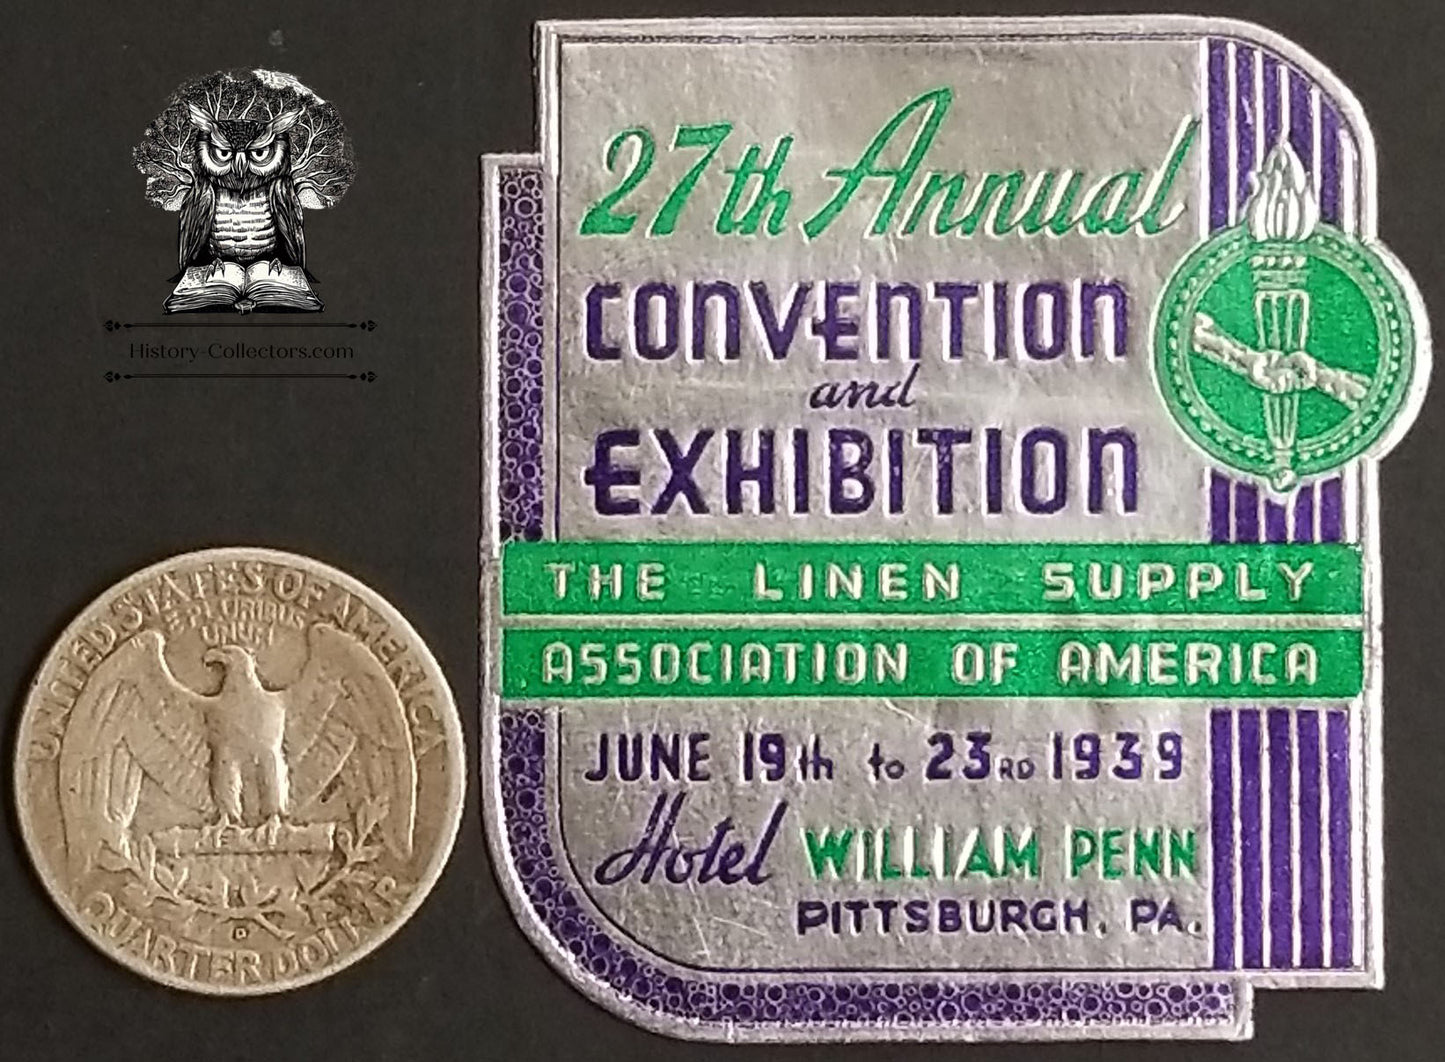 History-Collectors.com
UNITED STATES OF AMERICA
E PLURIBUS
UNUM
D
QUARTER DOLLAR
27th Annual
CONVENTION
and
EXHIBITION
THE LINEN SUPPLY
ASSOCIATION OF AMERICA
JUNE 19th to 23RD 1939
Hotel WILLIAM PENN
PITTSBURGH, PA.